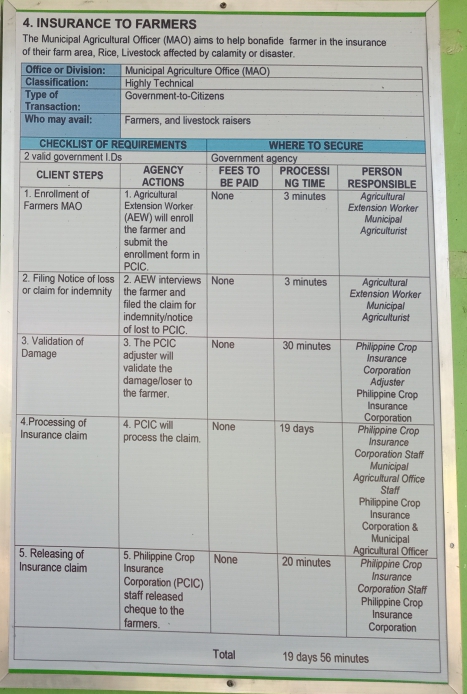 4. INSURANCE TO FARMERS
The Municipal Agricultural Officer (MAO) aims to help bonafide farmer in the insurance
of their farm area, Rice, Livestock affected by calamity or disaster.
Office or Division: Municipal Agriculture Office (MAO)
Classification: Highly Technical
Type of Government-to-Citizens
Transaction:
Who may avail: Farmers, and livestock raisers
CHECKLIST OF REQUIREMENTS WHERE TO SECURE
2 valid government I.Ds Government agency
CLIENT STEPS AGENCY ACTIONS FEES TO BE PAID PROCESSI NG TIME PERSON RESPONSIBLE
1. Enrollment of
Farmers MAO
1. Agricultural
Extension Worker
(AEW) will enroll
the farmer and
submit the
enrollment form in
PCIC.
None
3 minutes
Agricultural
Extension Worker
Municipal
Agriculturist
2. Filing Notice of loss
or claim for indemnity
2. AEW interviews
the farmer and
filed the claim for
indemnity/notice
of lost to PCIC.
None
3 minutes
Agricultural
Extension Worker
Municipal
Agriculturist
3. Validation of
Damage
3. The PCIC
adjuster will
validate the
damage/loser to
the farmer.
None
30 minutes
Philippine Crop
Insurance
Corporation
Adjuster
Philippine Crop
Insurance
Corporation
4.Processing of
Insurance claim
4. PCIC will
process the claim.
None
19 days
Philippine Crop
Insurance
Corporation Staff
Municipal
Agricultural Office
Staff
Philippine Crop
Insurance
Corporation &
Municipal
Agricultural Officer
5. Releasing of
Insurance claim
5. Philippine Crop
Insurance
Corporation (PCIC)
staff released
cheque to the
farmers.
None
20 minutes
Philippine Crop
Insurance
Corporation Staff
Philippine Crop
Insurance
Corporation
Total 19 days 56 minutes